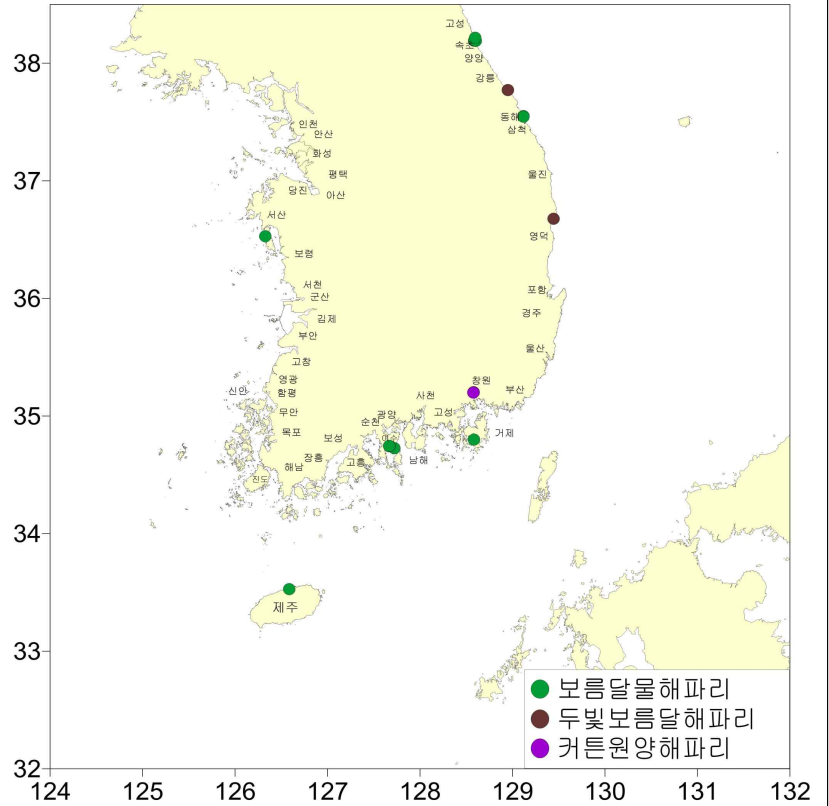 고성
속초
양양
38
강릉
동해
인천
삼척
안산
화성
37
평택
울진
당진
아산
서산
영덕
보령
서천
포항
36
군산
경주
김제
부안
울산
고창
영광
창원
신안
함평
부산
사천
35
무안
광양
고성
순천
목포
보성
여수
거제
장흥
고흥
남해
해남
진도
34
제주
33
보름달물해파리
두빛보름달해파리
커튼원양해파리
32
124 125 126 127 128 129 130 131 132